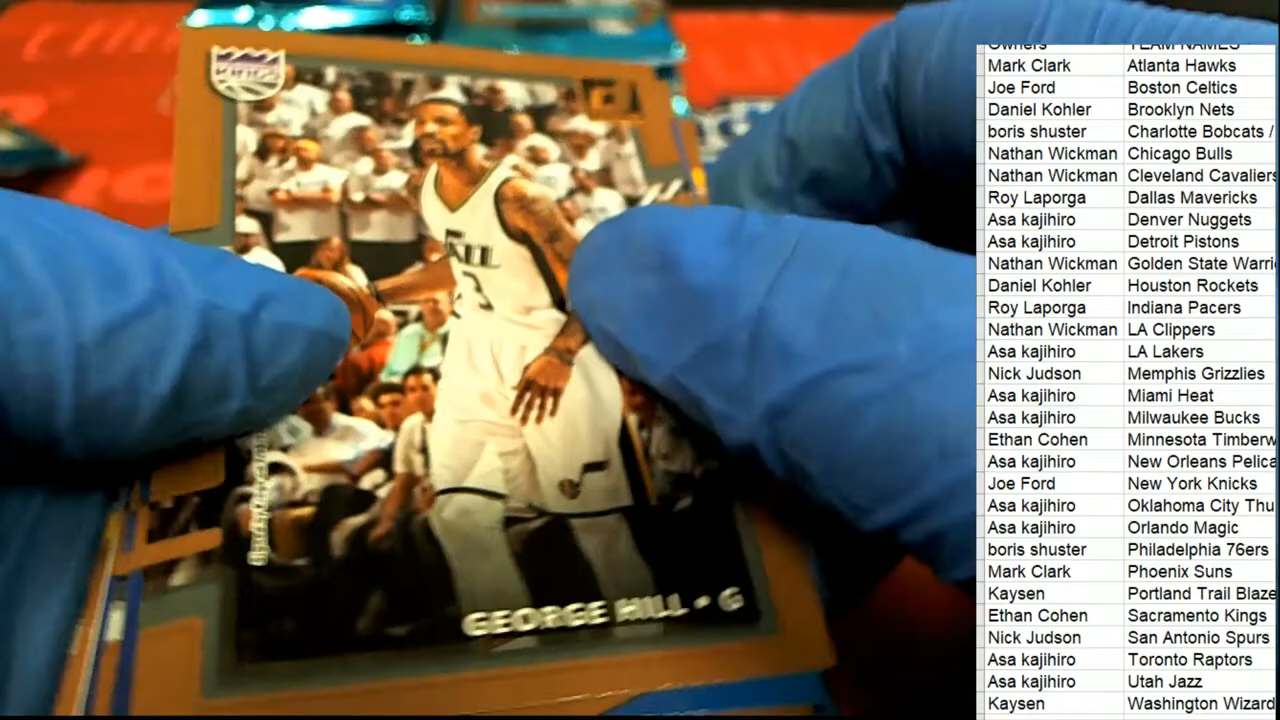 KINGS
3
GEORGE HILL • G
Owners TEAM NAMES
Mark Clark Atlanta Hawks
Joe Ford Boston Celtics
Daniel Kohler Brooklyn Nets
boris shuster Charlotte Bobcats /
Nathan Wickman Chicago Bulls
Nathan Wickman Cleveland Cavaliers
Roy Laporga Dallas Mavericks
Asa kajihiro Denver Nuggets
Asa kajihiro Detroit Pistons
Nathan Wickman Golden State Warri
Daniel Kohler Houston Rockets
Roy Laporga Indiana Pacers
Nathan Wickman LA Clippers
Asa kajihiro LA Lakers
Nick Judson Memphis Grizzlies
Asa kajihiro Miami Heat
Asa kajihiro Milwaukee Bucks
Ethan Cohen Minnesota Timberw
Asa kajihiro New Orleans Pelica
Joe Ford New York Knicks
Asa kajihiro Oklahoma City Thu
Asa kajihiro Orlando Magic
boris shuster Philadelphia 76ers
Mark Clark Phoenix Suns
Kaysen Portland Trail Blaze
Ethan Cohen Sacramento Kings
Nick Judson San Antonio Spurs
Asa kajihiro Toronto Raptors
Asa kajihiro Utah Jazz
Kaysen Washington Wizard